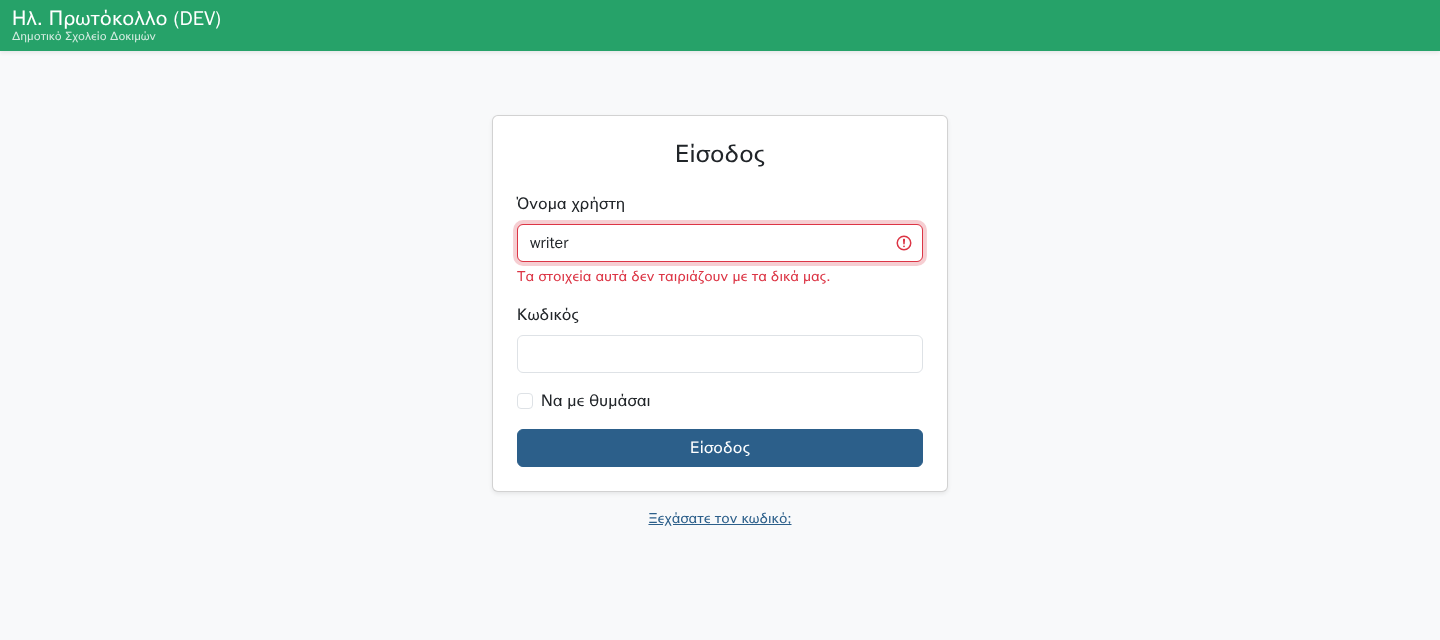 Ηλ. Πρωτόκολλο (DEV)
Δημοτικό Σχολείο Δοκιμών
Είσοδος
Όνομα χρήστη
writer
Τα στοιχεία αυτά δεν ταιριάζουν με τα δικά μας.
Κωδικός
Να με θυμάσαι
Είσοδος
Ξεχάσατε τον κωδικό;